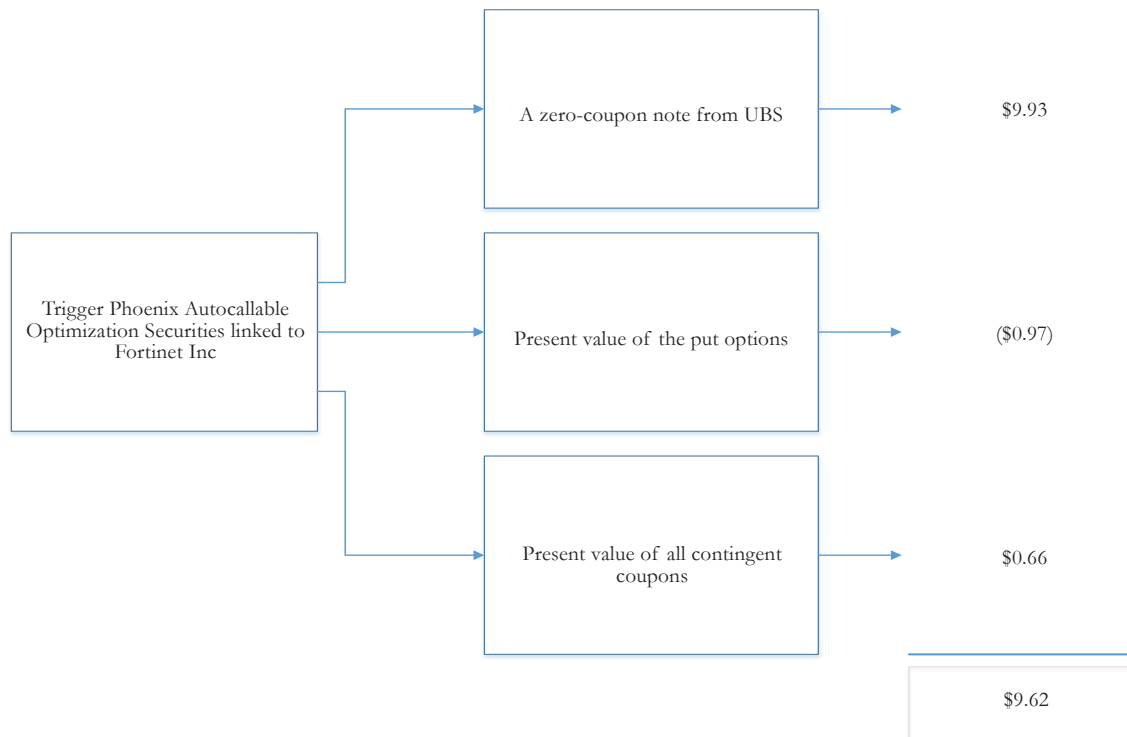 A zero-coupon note from UBS
$9.93
Trigger Phoenix Autocallable
Optimization Securities linked to
Fortinet Inc
Present value of the put options
($0.97)
Present value of all contingent
coupons
$0.66
$9.62